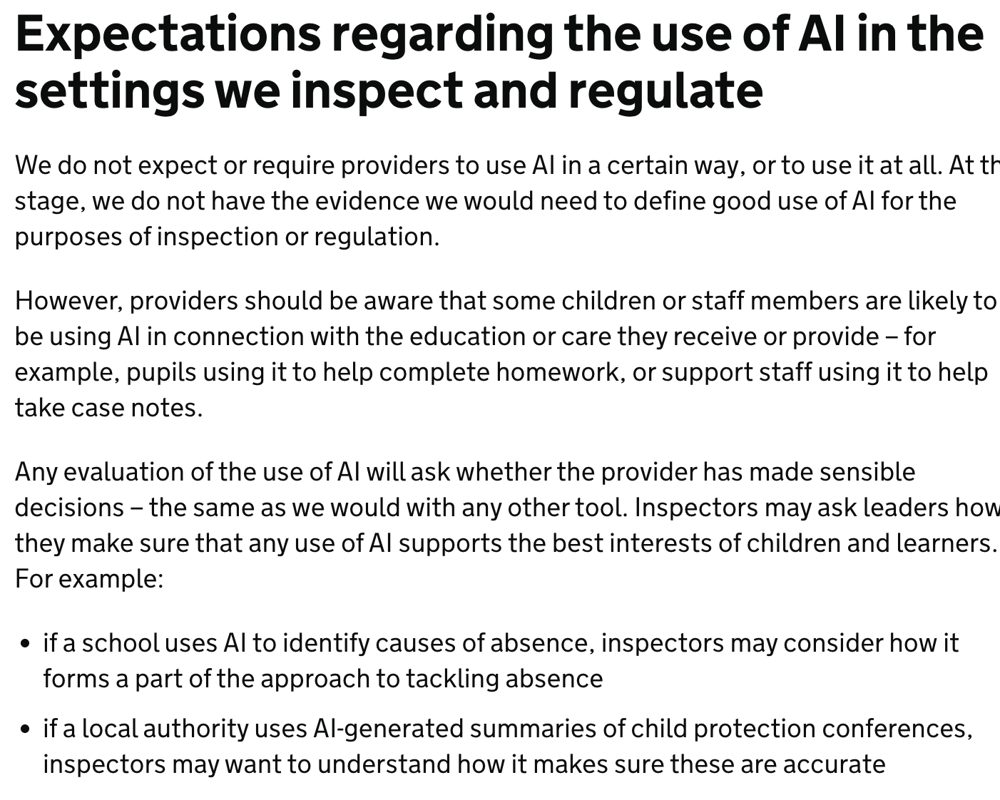 Expectations regarding the use of AI in the
settings we inspect and regulate
We do not expect or require providers to use AI in a certain way, or to use it at all. At th
stage, we do not have the evidence we would need to define good use of AI for the
purposes of inspection or regulation.
However, providers should be aware that some children or staff members are likely to
be using AI in connection with the education or care they receive or provide – for
example, pupils using it to help complete homework, or support staff using it to help
take case notes.
Any evaluation of the use of AI will ask whether the provider has made sensible
decisions – the same as we would with any other tool. Inspectors may ask leaders how
they make sure that any use of AI supports the best interests of children and learners.
For example:
• if a school uses AI to identify causes of absence, inspectors may consider how it
forms a part of the approach to tackling absence
• if a local authority uses AI-generated summaries of child protection conferences,
inspectors may want to understand how it makes sure these are accurate